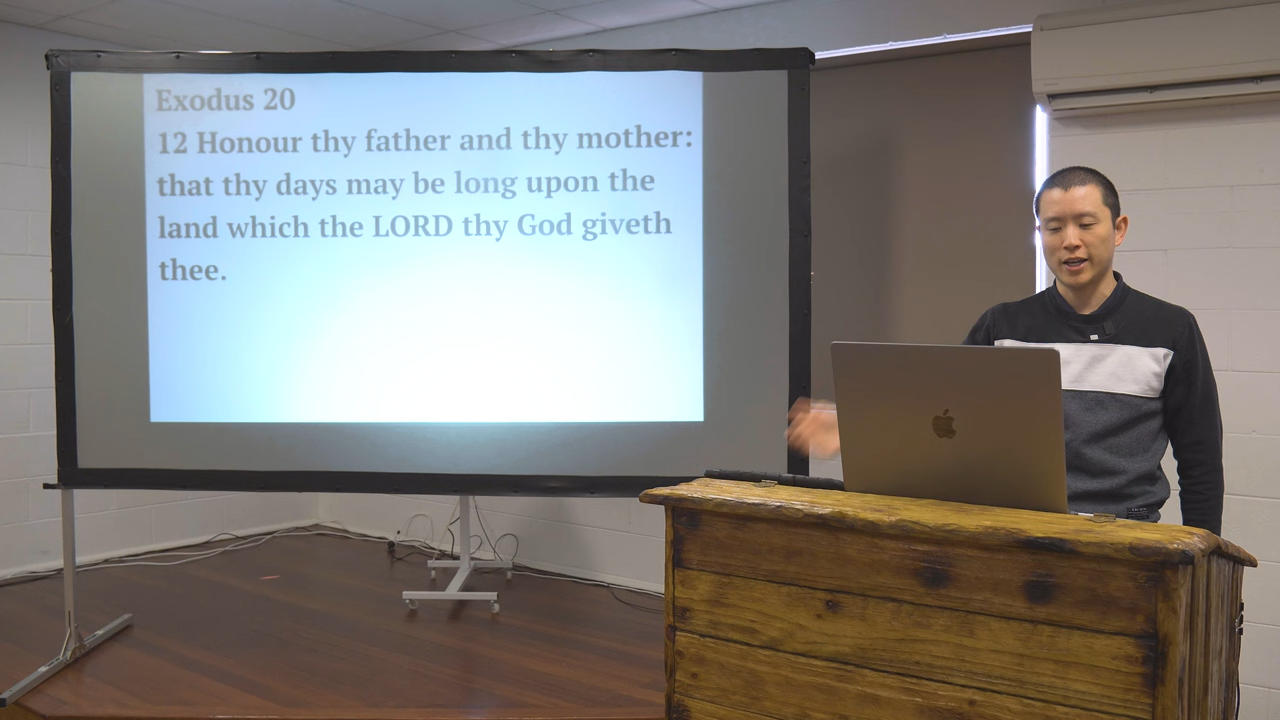 Exodus 20
12 Honour thy father and thy mother:
that thy days may be long upon the
land which the LORD thy God giveth
thee.